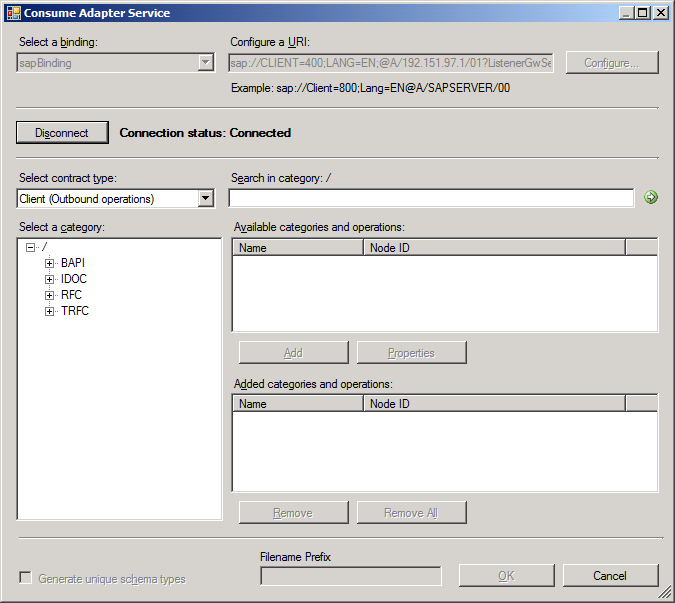 Consume Adapter Service
Select a binding:
Configure a URI:
sapBinding
sap://CLIENT=400;LANG=EN;@A/192.151.97.1/01?ListenerGwSe
Configure...
Example: sap://Client=800;Lang=EN@A/SAPSERVER/00
Disconnect
Connection status: Connected
Select contract type:
Search in category: /
Client (Outbound operations)
Select a category:
Available categories and operations:
/
Name
Node ID
BAPI
IDOC
RFC
TRFC
Add
Properties
Added categories and operations:
Name
Node ID
Remove
Remove All
Filename Prefix
Generate unique schema types
OK
Cancel